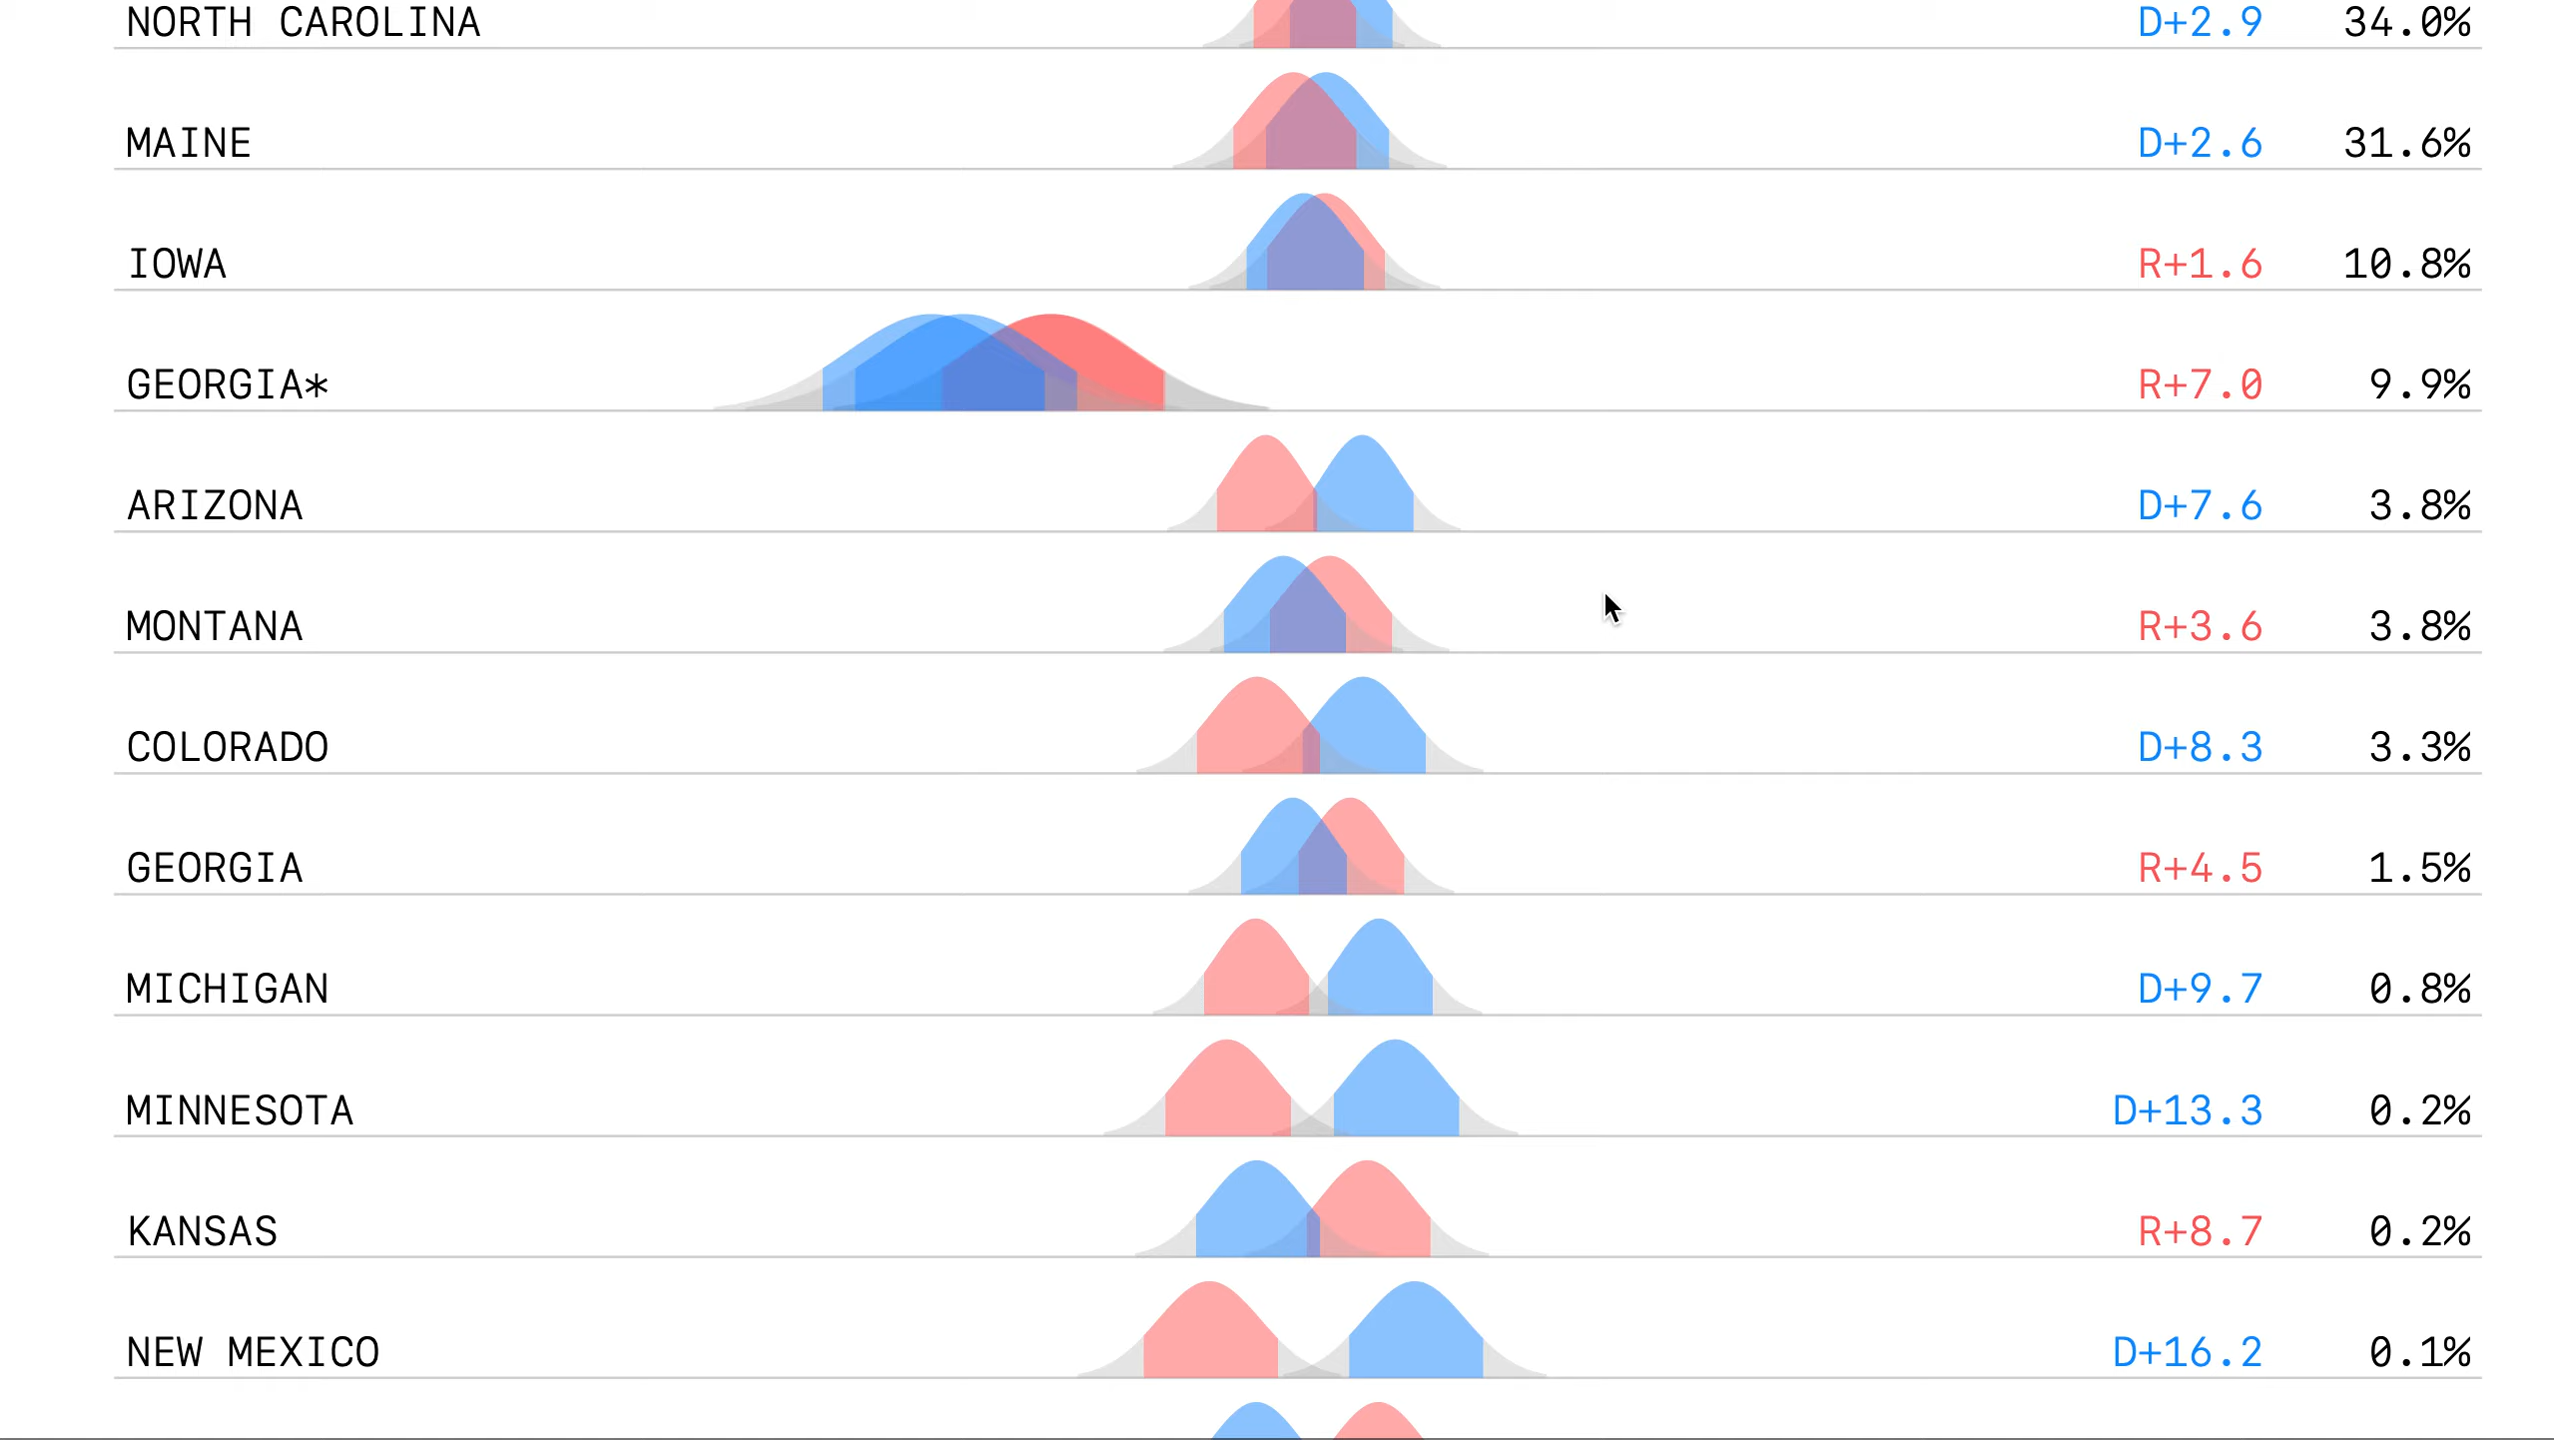 NORTH CAROLINA D+2.9 34.0%
MAINE D+2.6 31.6%
IOWA R+1.6 10.8%
GEORGIA* R+7.0 9.9%
ARIZONA D+7.6 3.8%
MONTANA R+3.6 3.8%
COLORADO D+8.3 3.3%
GEORGIA R+4.5 1.5%
MICHIGAN D+9.7 0.8%
MINNESOTA D+13.3 0.2%
KANSAS R+8.7 0.2%
NEW MEXICO D+16.2 0.1%